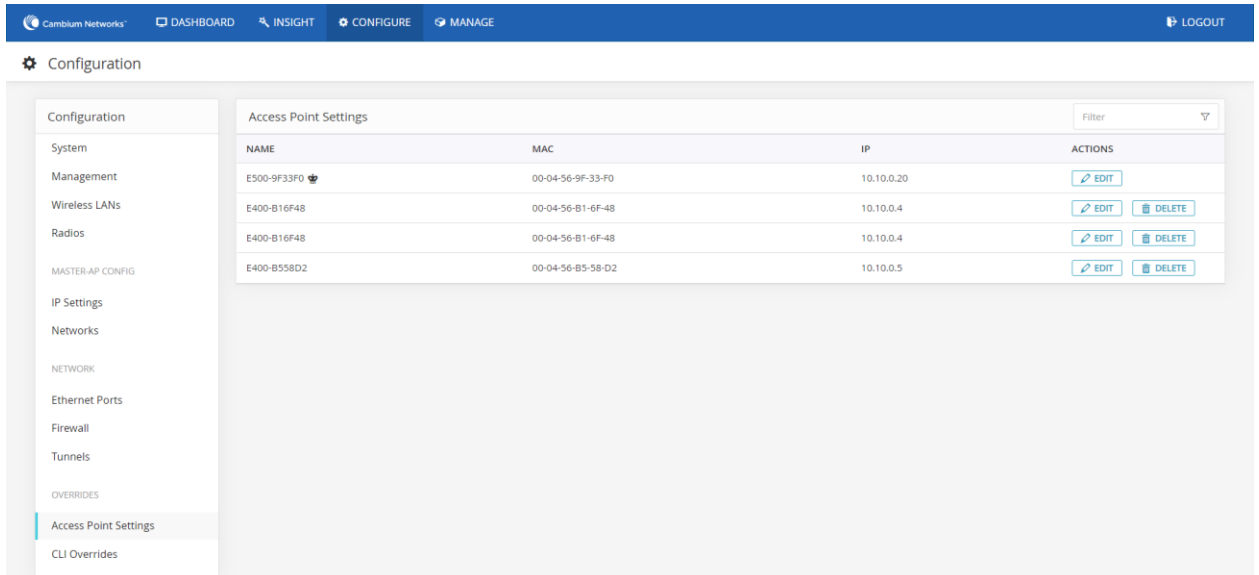 Cambium Networks™ DASHBOARD INSIGHT CONFIGURE MANAGE LOGOUT
Configuration
Configuration
System
Management
Wireless LANs
Radios
MASTER-AP CONFIG
IP Settings
Networks
NETWORK
Ethernet Ports
Firewall
Tunnels
OVERRIDES
Access Point Settings
CLI Overrides
Access Point Settings Filter
NAME MAC IP ACTIONS
E500-9F33F0 00-04-56-9F-33-F0 10.10.0.20 EDIT
E400-B16F48 00-04-56-B1-6F-48 10.10.0.4 EDIT DELETE
E400-B16F48 00-04-56-B1-6F-48 10.10.0.4 EDIT DELETE
E400-B558D2 00-04-56-B5-58-D2 10.10.0.5 EDIT DELETE